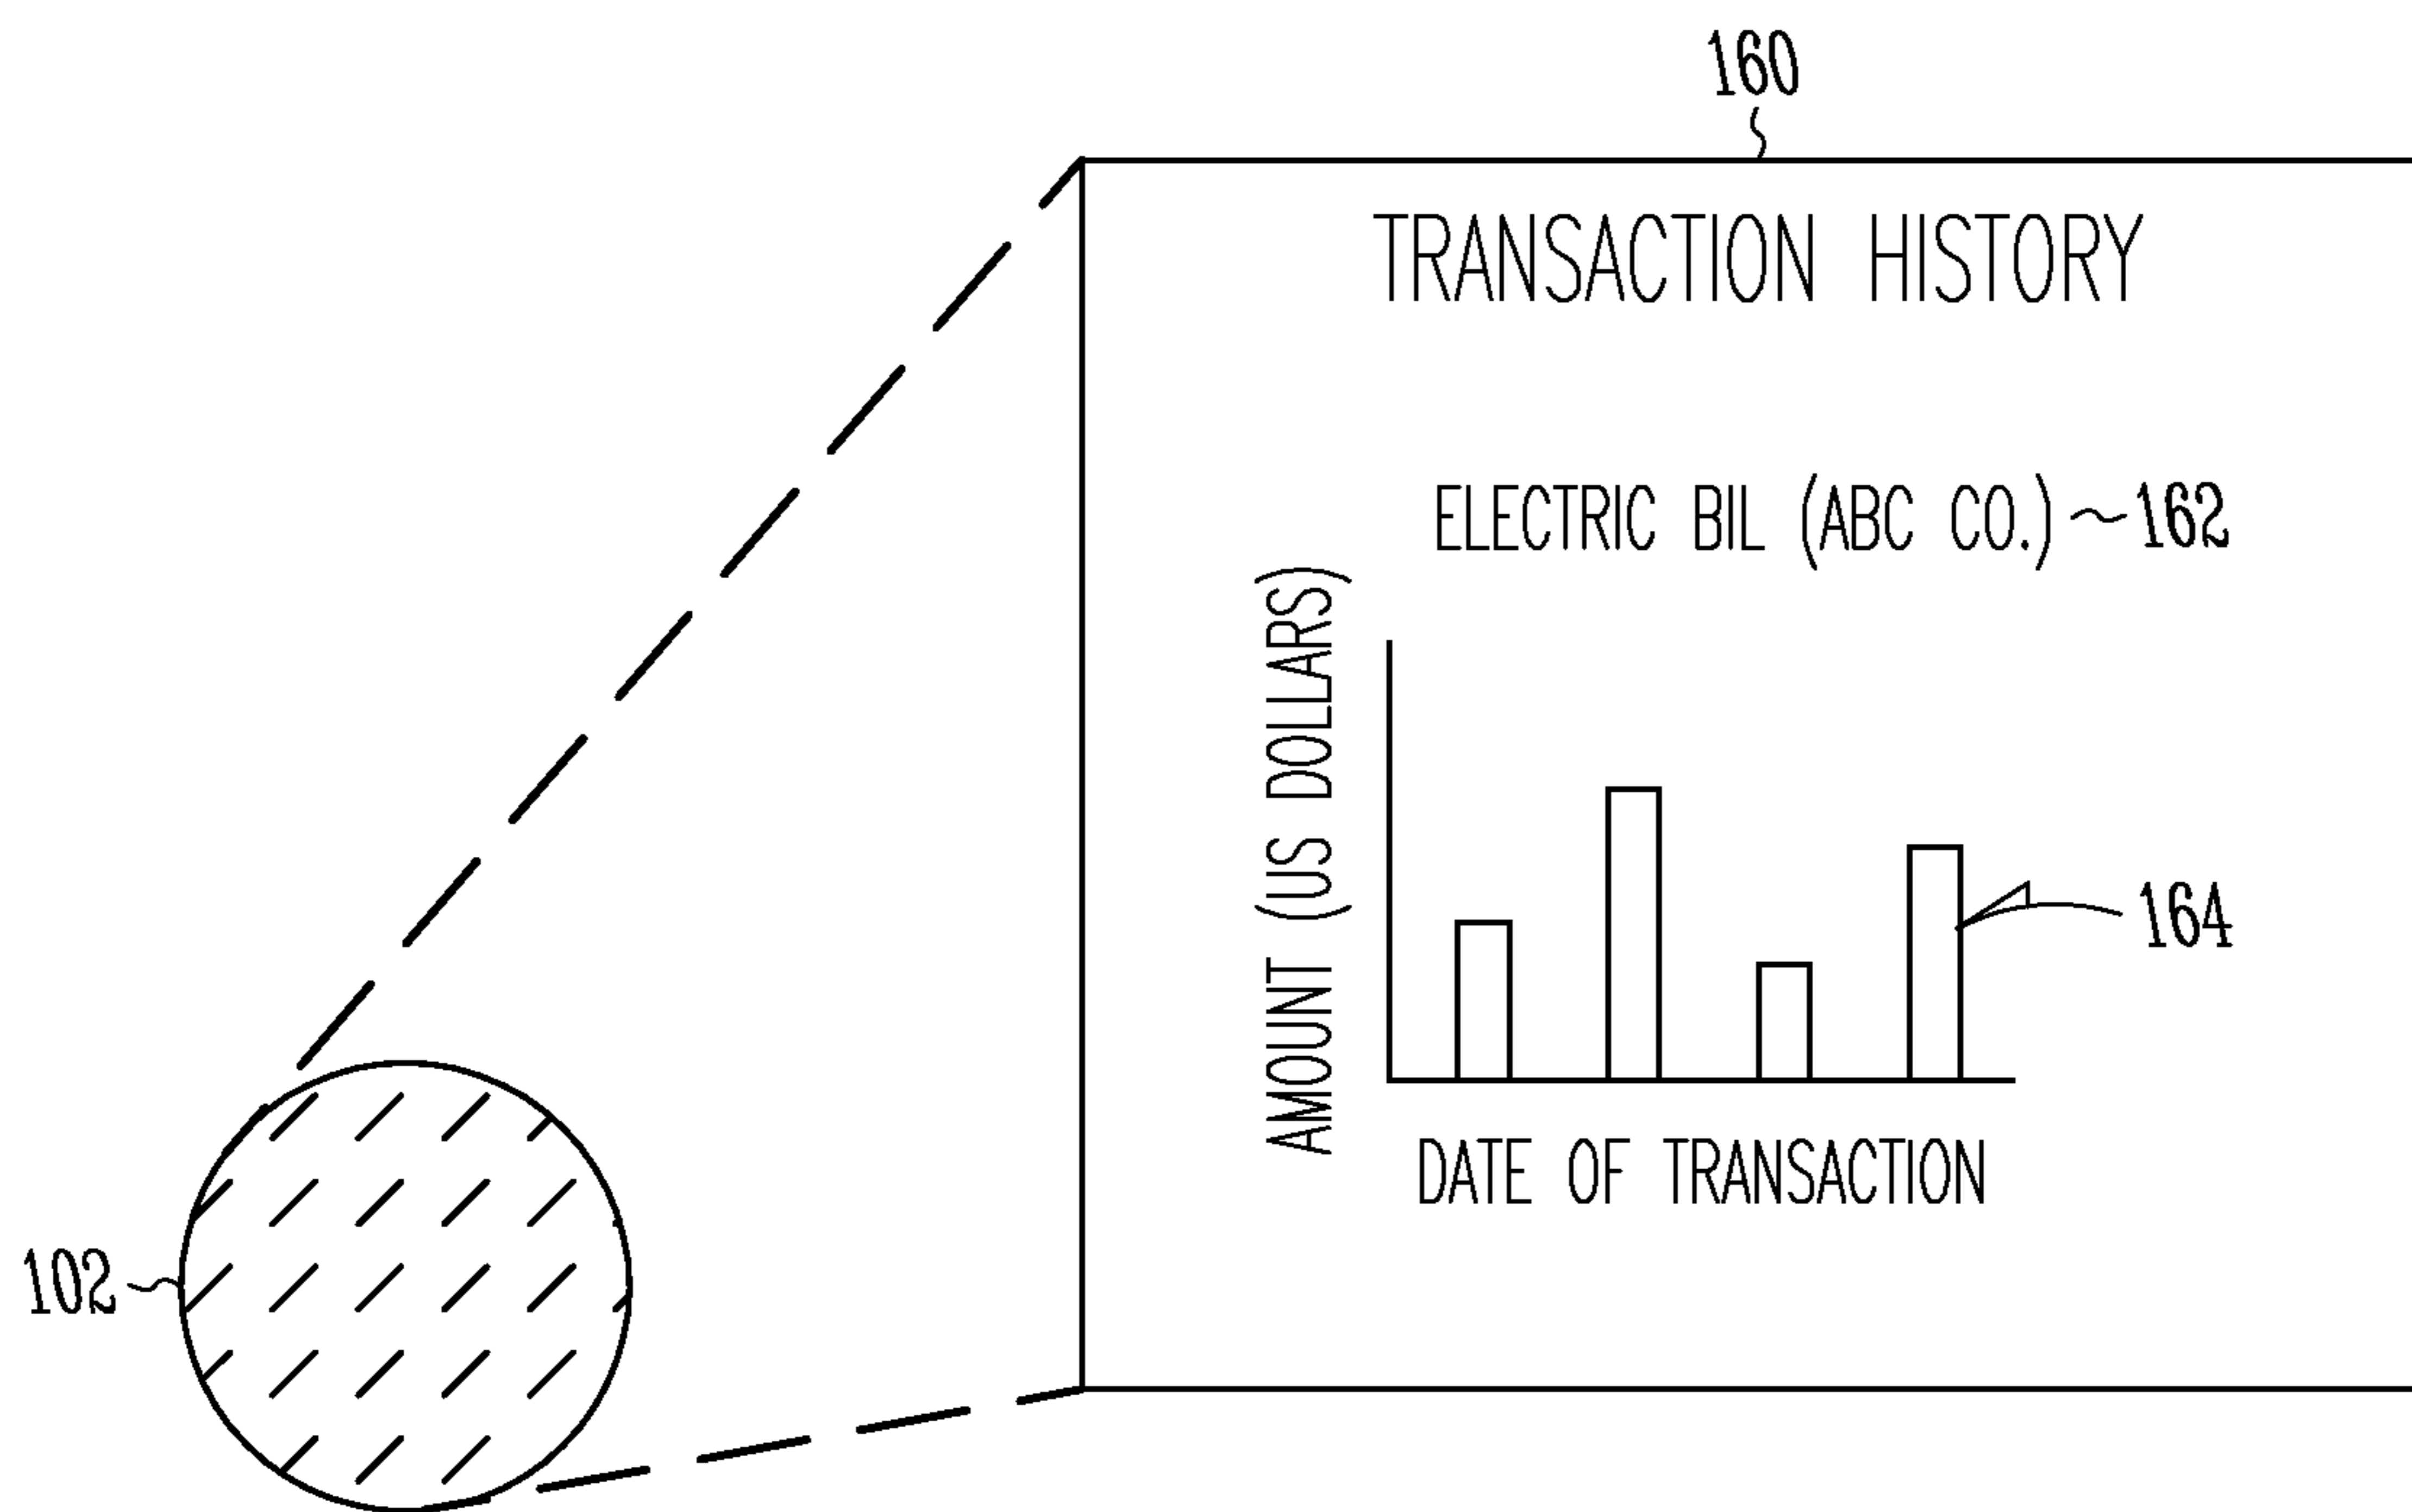 160
TRANSACTION HISTORY
ELECTRIC BIL (ABC CO.) 162
AMOUNT (US DOLLARS)
164
DATE OF TRANSACTION
102